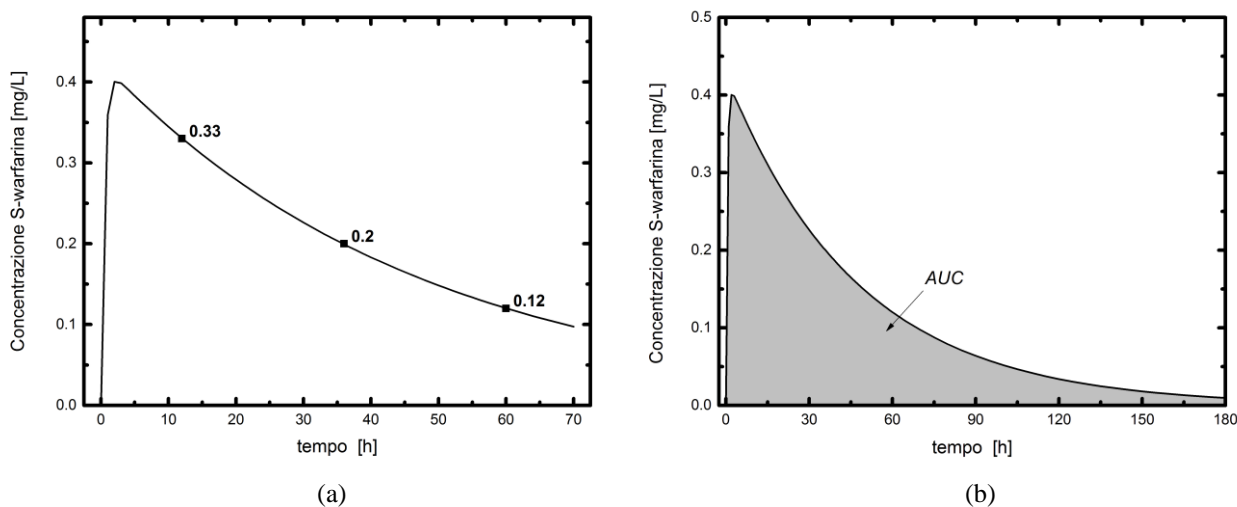 Concentrazione S-warfarina [mg/L]
0.4
0.3
0.2
0.1
0.0
0.33
0.2
0.12
0 10 20 30 40 50 60 70
tempo [h]
(a)
Concentrazione S-warfarina [mg/L]
0.5
0.4
0.3
0.2
0.1
0.0
AUC
0 30 60 90 120 150 180
tempo [h]
(b)